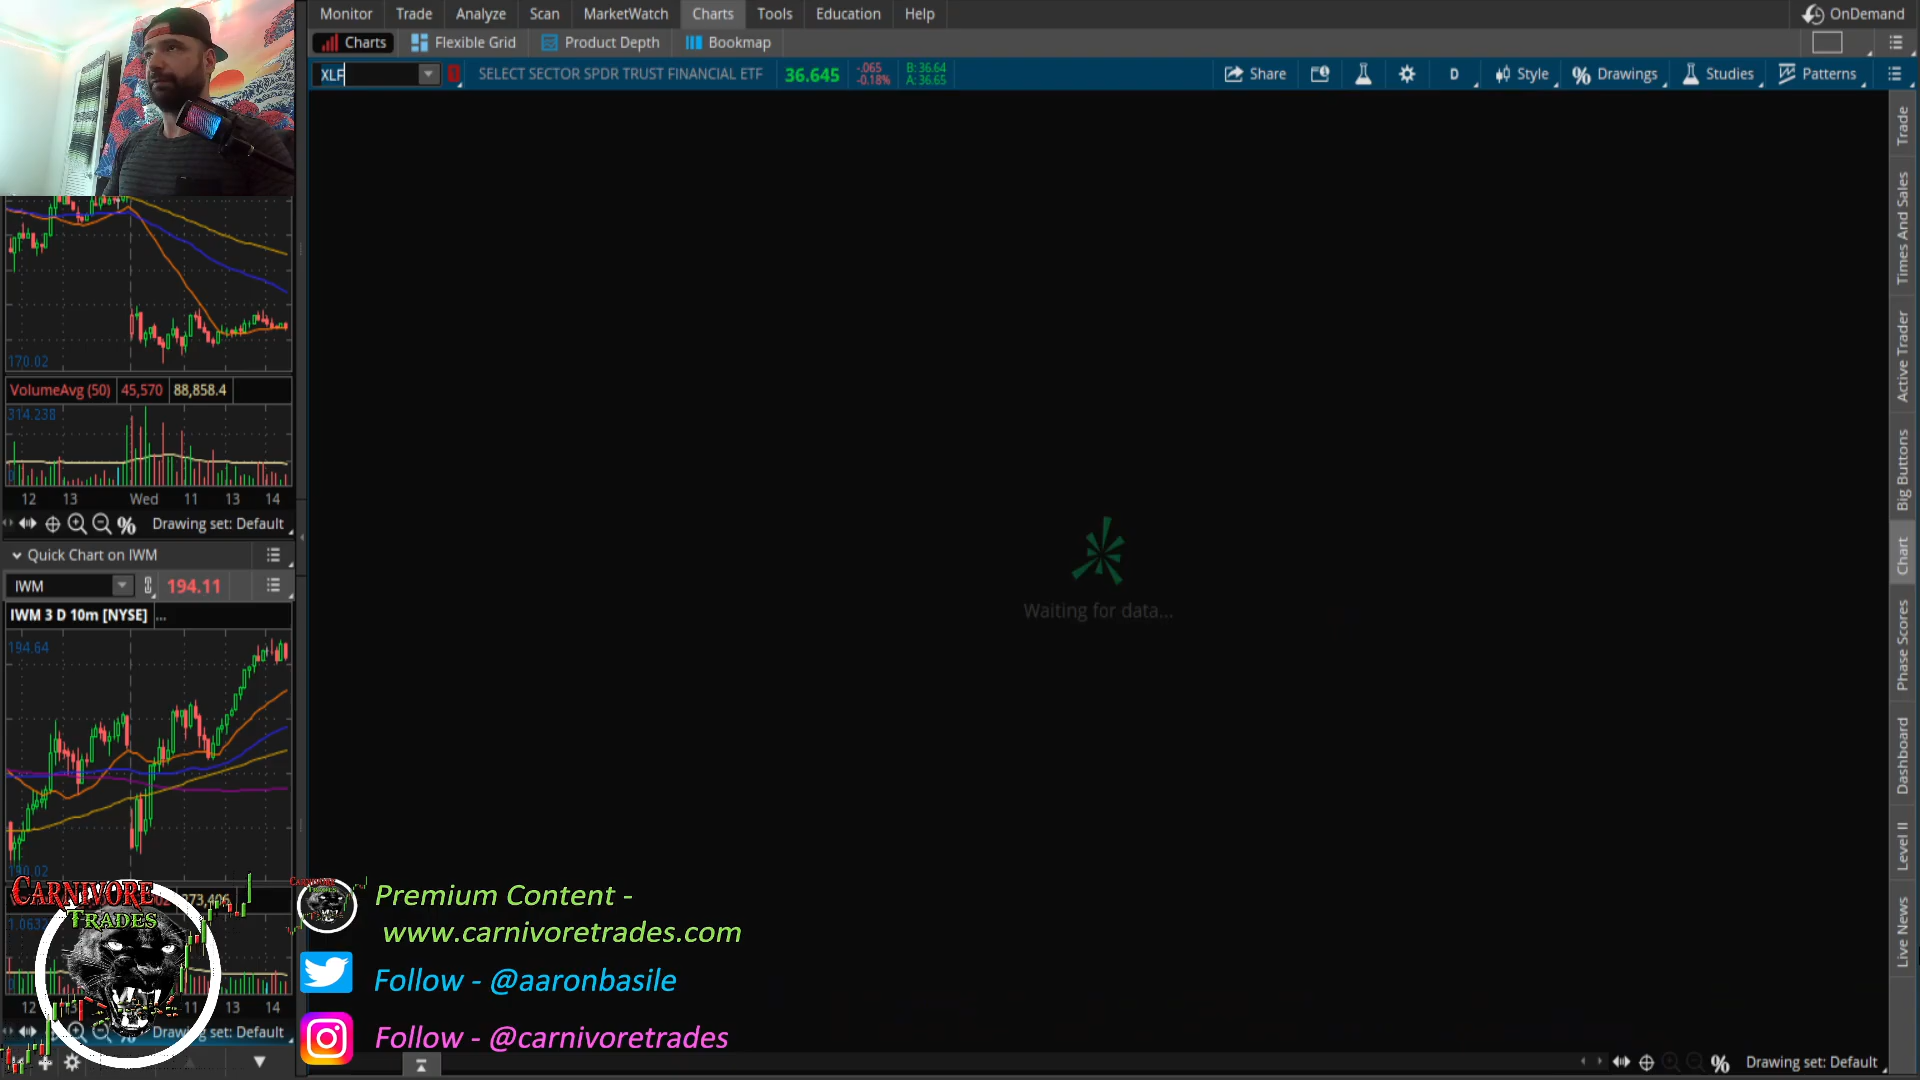 Monitor Trade Analyze Scan MarketWatch Charts Tools Education Help OnDemand
Charts Flexible Grid Product Depth Bookmap
XLF SELECT SECTOR SPDR TRUST FINANCIAL ETF 36.645 -.065 B: 36.64 Share D Style Drawings Studies Patterns
-0.18% A: 36.65
170.02
VolumeAvg (50) 45,570 88,858.4
314.238
0
12 13 Wed 11 13 14
% Drawing set: Default
Quick Chart on IWM
IWM 194.11
IWM 3 D 10m [NYSE] ...
194.64
Waiting for data...
Trade
Times And Sales
Active Trader
Big Buttons
Chart
Phase Scores
Dashboard
Level II
Live News
CARNIVORE
TRADES
12 13 14
Drawing set: Default
Premium Content -
www.carnivoretrades.com
Follow - @aaronbasile
Follow - @carnivoretrades
% Drawing set: Default